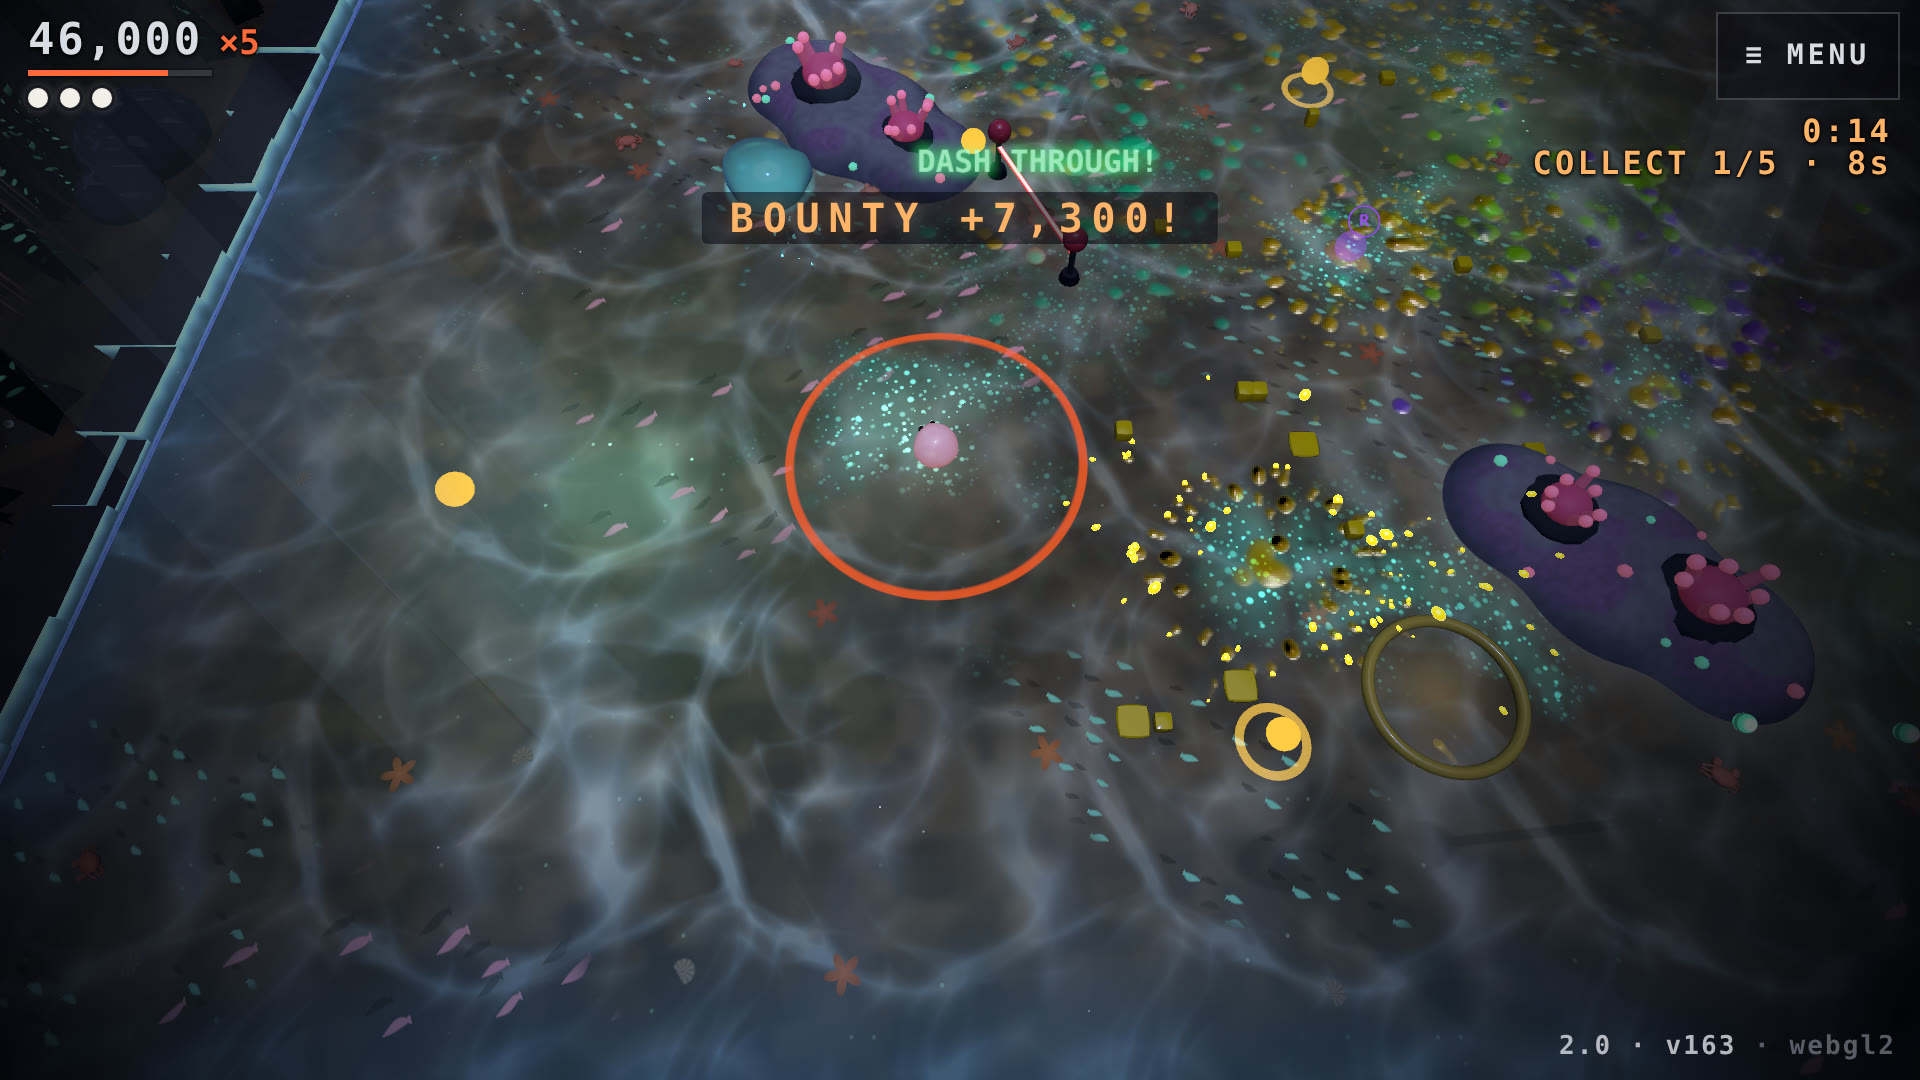 46,000 ×5
≡ MENU
0:14
COLLECT 1/5 · 8s
DASH THROUGH!
BOUNTY +7,300!
R
2.0 · v163 · webgl2